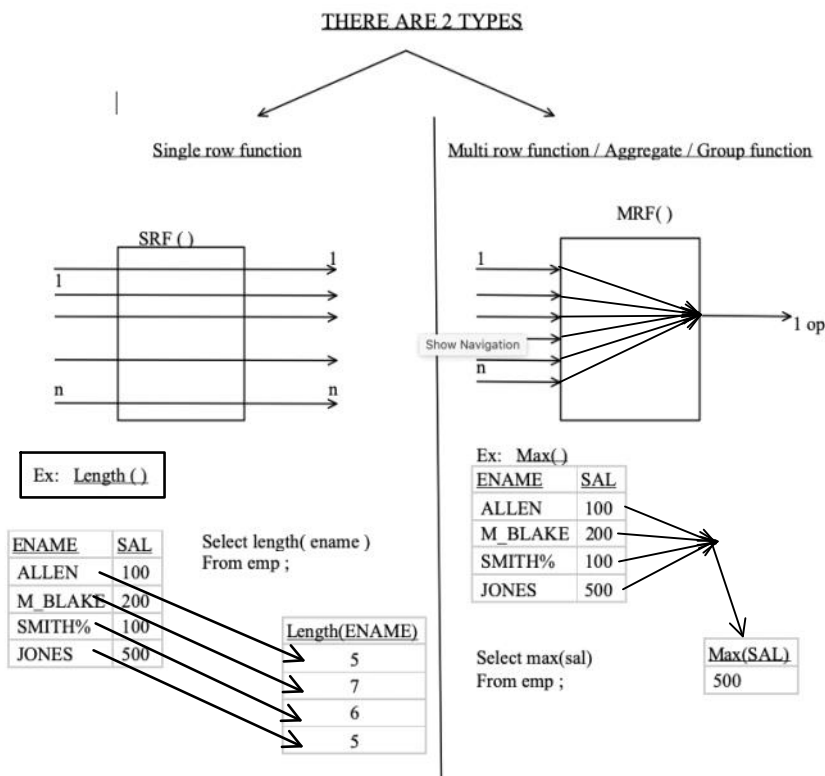 THERE ARE 2 TYPES
Single row function
SRF ( )
1
1
n
n
Ex: Length ( )
ENAME SAL
ALLEN 100
M_BLAKE 200
SMITH% 100
JONES 500
Select length( ename )
From emp ;
Length(ENAME)
5
7
6
5
Multi row function / Aggregate / Group function
MRF( )
1
Show Navigation
n
1 op
Ex: Max( )
ENAME SAL
ALLEN 100
M_BLAKE 200
SMITH% 100
JONES 500
Select max(sal)
From emp ;
Max(SAL)
500